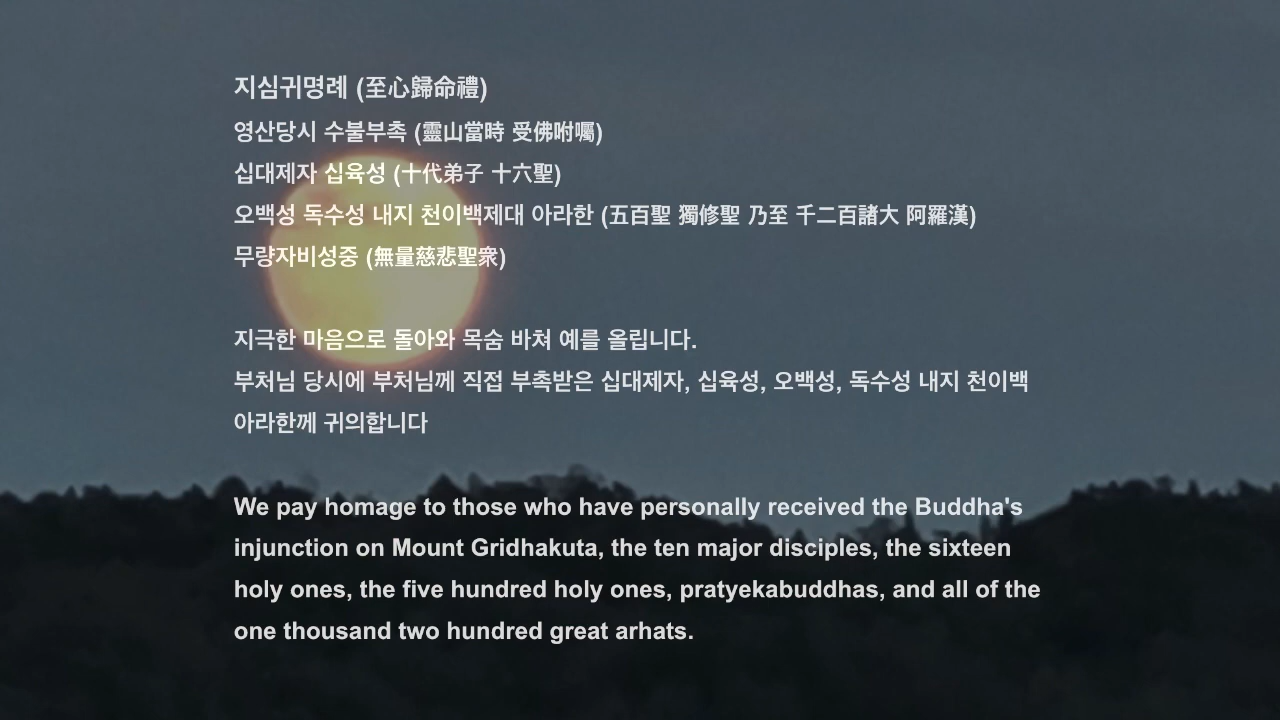 지심귀명례 (至心歸命禮)
영산당시 수불부촉 (靈山當時 受佛咐囑)
십대제자 십육성 (十代弟子 十六聖)
오백성 독수성 내지 천이백제대 아라한 (五百聖 獨修聖 乃至 千二百諸大 阿羅漢)
무량자비성중 (無量慈悲聖衆)
지극한 마음으로 돌아와 목숨 바쳐 예를 올립니다.
부처님 당시에 부처님께 직접 부촉받은 십대제자, 십육성, 오백성, 독수성 내지 천이백
아라한께 귀의합니다
We pay homage to those who have personally received the Buddha's
injunction on Mount Gridhakuta, the ten major disciples, the sixteen
holy ones, the five hundred holy ones, pratyekabuddhas, and all of the
one thousand two hundred great arhats.